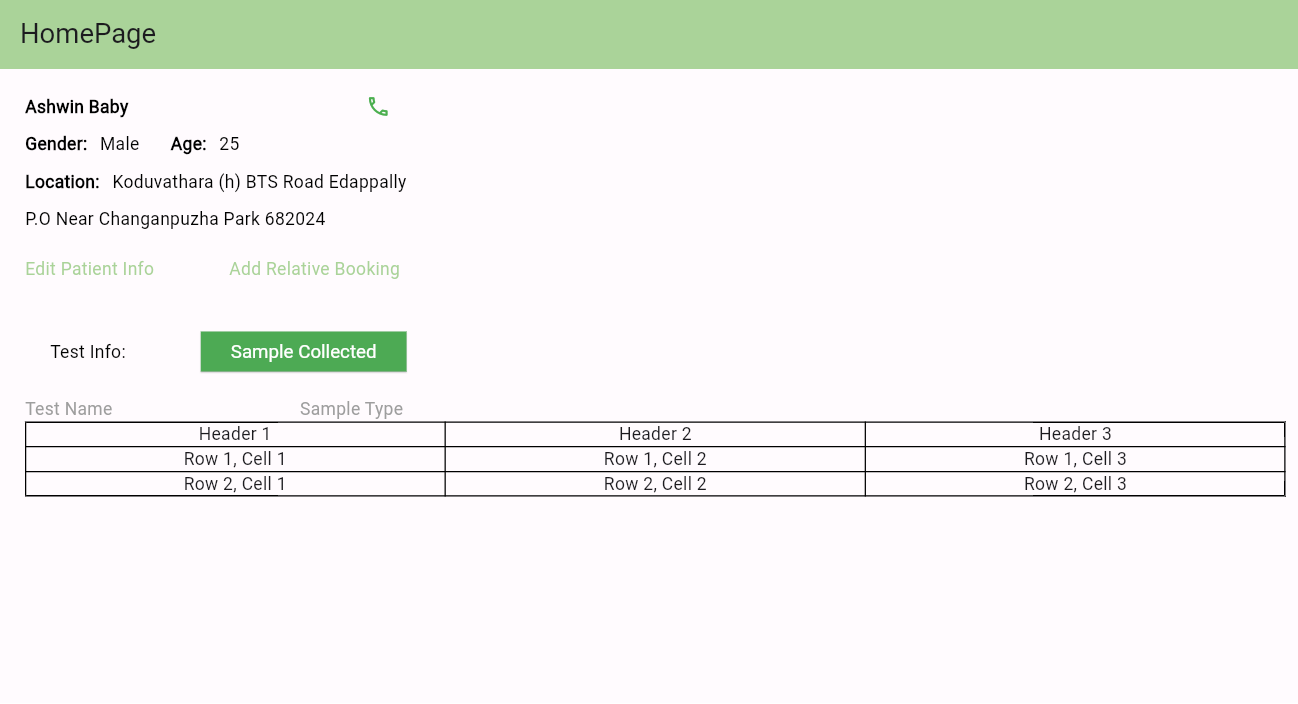 HomePage
Ashwin Baby
Gender: Male Age: 25
Location: Koduvathara (h) BTS Road Edappally
P.O Near Changanpuzha Park 682024
Edit Patient Info Add Relative Booking
Test Info: Sample Collected
Test Name Sample Type
Header 1 Header 2 Header 3
Row 1, Cell 1 Row 1, Cell 2 Row 1, Cell 3
Row 2, Cell 1 Row 2, Cell 2 Row 2, Cell 3